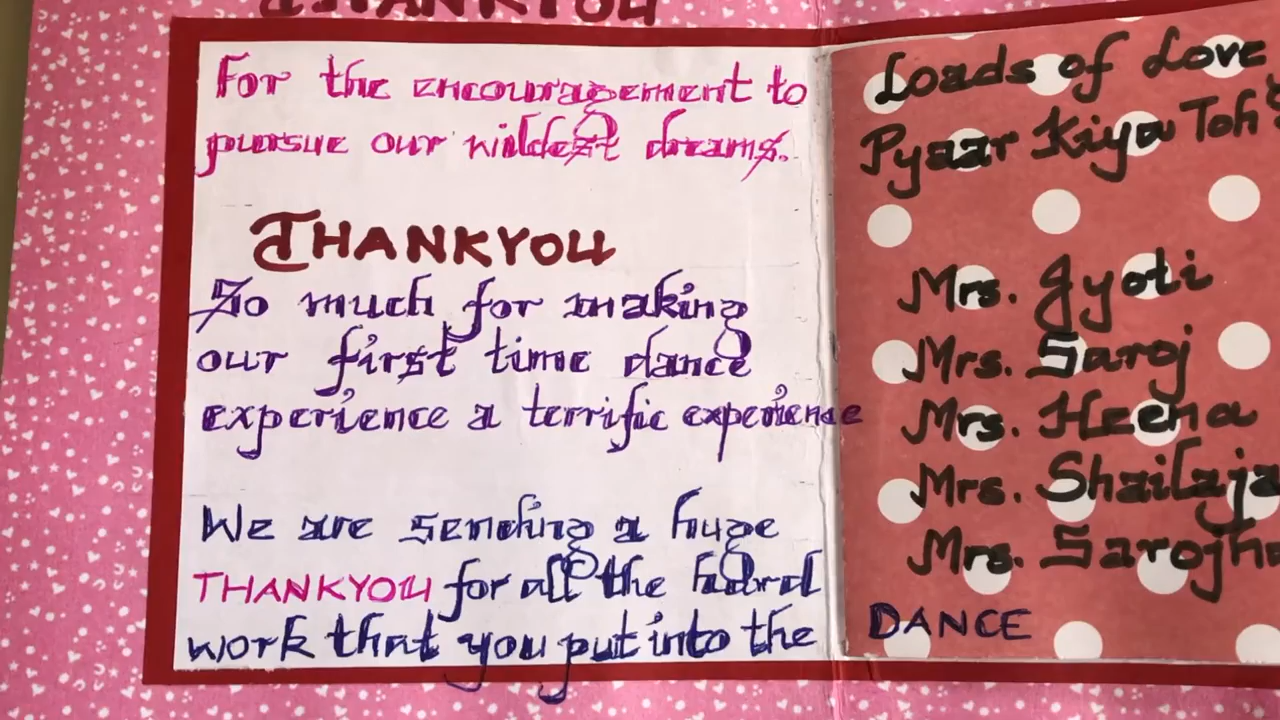 THANKYOU
For the encouragement to
pursue our wildest dreams.
THANKYOU
So much for making
our first time dance
experience a terrific experience
We are sending a huge
THANKYOU for all the hard
work that you put into the
Loads of Love
Pyaar Kiya Toh
Mrs. Jyoti
Mrs. Saroj
Mrs. Heena
Mrs. Shailaja
Mrs.
DANCE